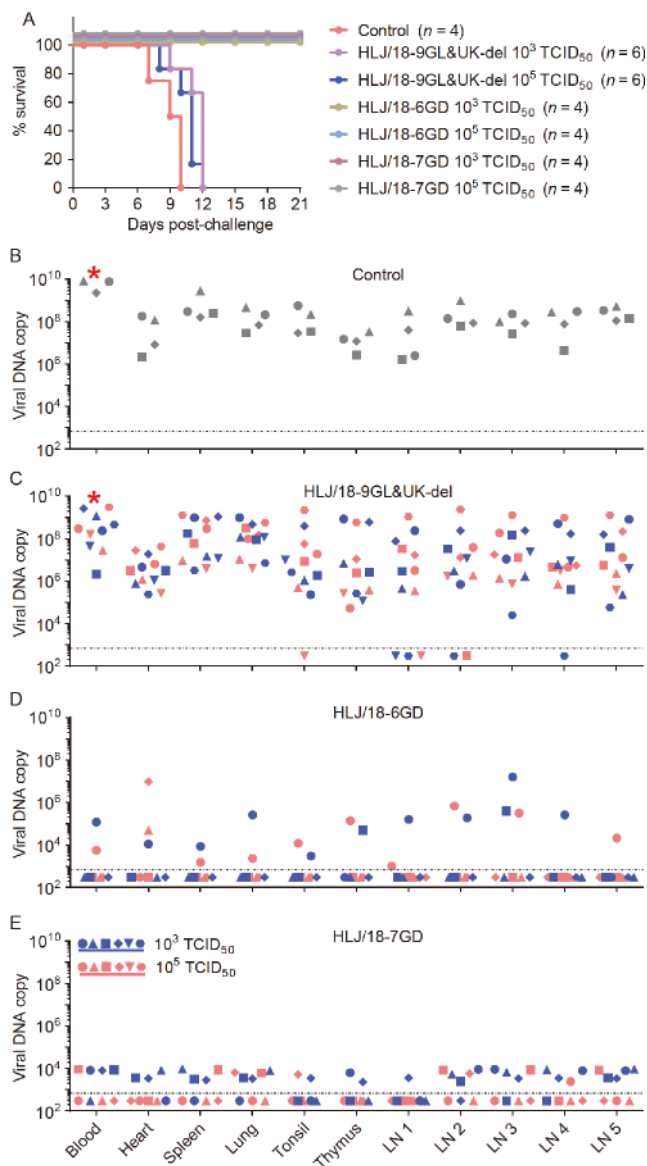 A
% survival
100
80
60
40
20
0
0 3 6 7 9 12 15 18 21
Days post-challenge
Control (n = 4)
HLJ/18-9GL&UK-del 10³ TCID₅₀ (n = 6)
HLJ/18-9GL&UK-del 10⁵ TCID₅₀ (n = 6)
HLJ/18-6GD 10³ TCID₅₀ (n = 4)
HLJ/18-6GD 10⁵ TCID₅₀ (n = 4)
HLJ/18-7GD 10³ TCID₅₀ (n = 4)
HLJ/18-7GD 10⁵ TCID₅₀ (n = 4)
B
Control
*
Viral DNA copy
10¹⁰
10⁸
10⁶
10⁴
10²
C
HLJ/18-9GL&UK-del
*
Viral DNA copy
10¹⁰
10⁸
10⁶
10⁴
10²
D
HLJ/18-6GD
Viral DNA copy
10¹⁰
10⁸
10⁶
10⁴
10²
E
HLJ/18-7GD
Viral DNA copy
10¹⁰
10⁸
10⁶
10⁴
10²
10³ TCID₅₀
10⁵ TCID₅₀
Blood Heart Spleen Lung Tonsil Thymus LN 1 LN 2 LN 3 LN 4 LN 5